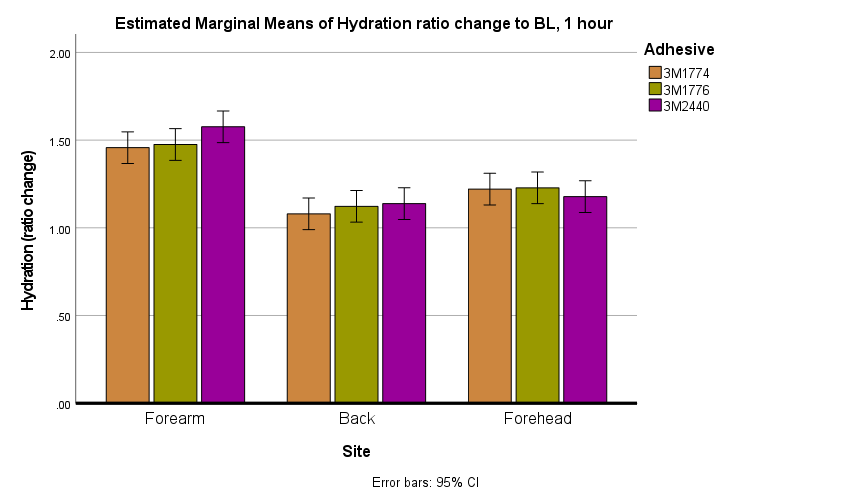 Estimated Marginal Means of Hydration ratio change to BL, 1 hour
Adhesive
3M1774
3M1776
3M2440
Hydration (ratio change)
2.00
1.50
1.00
.50
.00
Forearm Back Forehead
Site
Error bars: 95% CI